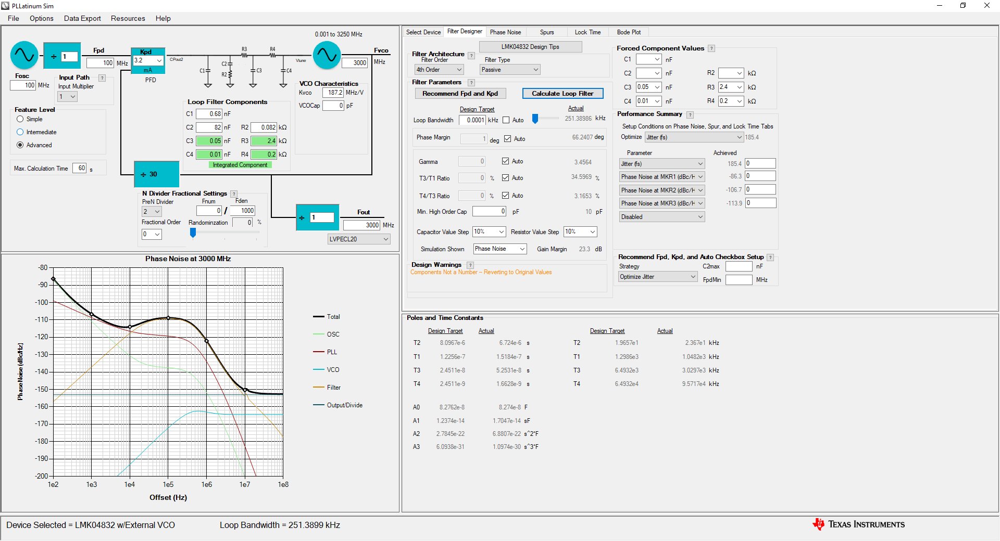 PLLatinum Sim
File Options Data Export Resources Help
0.001 to 3250 MHz
÷ 1
Fpd
100 MHz
Kpd
3.2
mA
PFD
CPout2
C1
C2
R2
R3
C3
R4
C4
Vtune
Fvco
3000 MHz
Fosc
100 MHz
Input Path ?
Input Multiplier
1
Feature Level
Simple
Intermediate
Advanced
Max. Calculation Time 60 s
VCO Characteristics
Kvco 187.2 MHz/V
VCOCap 0 pF
Loop Filter Components
C1 0.68 nF
C2 82 nF R2 0.082 kΩ
C3 0.05 nF R3 2.4 kΩ
C4 0.01 nF R4 0.2 kΩ
Integrated Component
÷ 30
N Divider Fractional Settings ?
PreN Divider Fnum Fden
2 0 / 1000
Fractional Order Randominzation 0 %
0
÷ 1
Fout
3000 MHz
LVPECL20
Phase Noise at 3000 MHz
-80
-90
-100
-110
-120
-130
-140
-150
-160
-170
-180
-190
-200
1e2 1e3 1e4 1e5 1e6 1e7 1e8
Phase Noise (dBc/Hz)
Offset (Hz)
Total
OSC
PLL
VCO
Filter
Output/Divide
Select Device Filter Designer Phase Noise Spurs Lock Time Bode Plot
LMK04832 Design Tips
Filter Architecture ?
Filter Order Filter Type
4th Order Passive
Filter Parameters ?
Recommend Fpd and Kpd Calculate Loop Filter
Design Target Actual
Loop Bandwidth 0.0001 kHz Auto 251.38986 kHz
Phase Margin 1 deg Auto 66.2407 deg
Gamma 0 Auto 3.4564
T3/T1 Ratio 0 % Auto 34.5969 %
T4/T3 Ratio 0 % Auto 3.1653 %
Min. High Order Cap 0 pF 10 pF
Capacitor Value Step 10% Resistor Value Step 10%
Simulation Shown Phase Noise Gain Margin 23.3 dB
Design Warnings ?
Components Not a Number -- Reverting to Original Values
Forced Component Values ?
C1 nF
C2 nF R2 kΩ
C3 0.05 nF R3 2.4 kΩ
C4 0.01 nF R4 0.2 kΩ
Performance Summary ?
Setup Conditions on Phase Noise, Spur, and Lock Time Tabs
Optimize Jitter (fs) 185.4
Parameter Achieved
Jitter (fs) 185.4 0
Phase Noise at MKR1 (dBc/H -86.3 0
Phase Noise at MKR2 (dBc/H -106.7 0
Phase Noise at MKR3 (dBc/H -113.9 0
Disabled
Recommend Fpd, Kpd, and Auto Checkbox Setup ?
Strategy C2max nF
Optimize Jitter FpdMin MHz
Poles and Time Constants
Design Target Actual Design Target Actual
T2 8.0967e-6 6.724e-6 s T2 1.9657e1 2.367e1 kHz
T1 1.2256e-7 1.5184e-7 s T1 1.2986e3 1.0482e3 kHz
T3 2.4511e-8 5.2531e-8 s T3 6.4932e3 3.0297e3 kHz
T4 2.4511e-9 1.6628e-9 s T4 6.4932e4 9.5717e4 kHz
A0 8.2762e-8 8.274e-8 F
A1 1.2374e-14 1.7047e-14 sF
A2 2.7845e-22 6.8807e-22 s^2*F
A3 6.0938e-31 1.0974e-30 s^3*F
Device Selected = LMK04832 w/External VCO Loop Bandwidth = 251.3899 kHz
TEXAS INSTRUMENTS